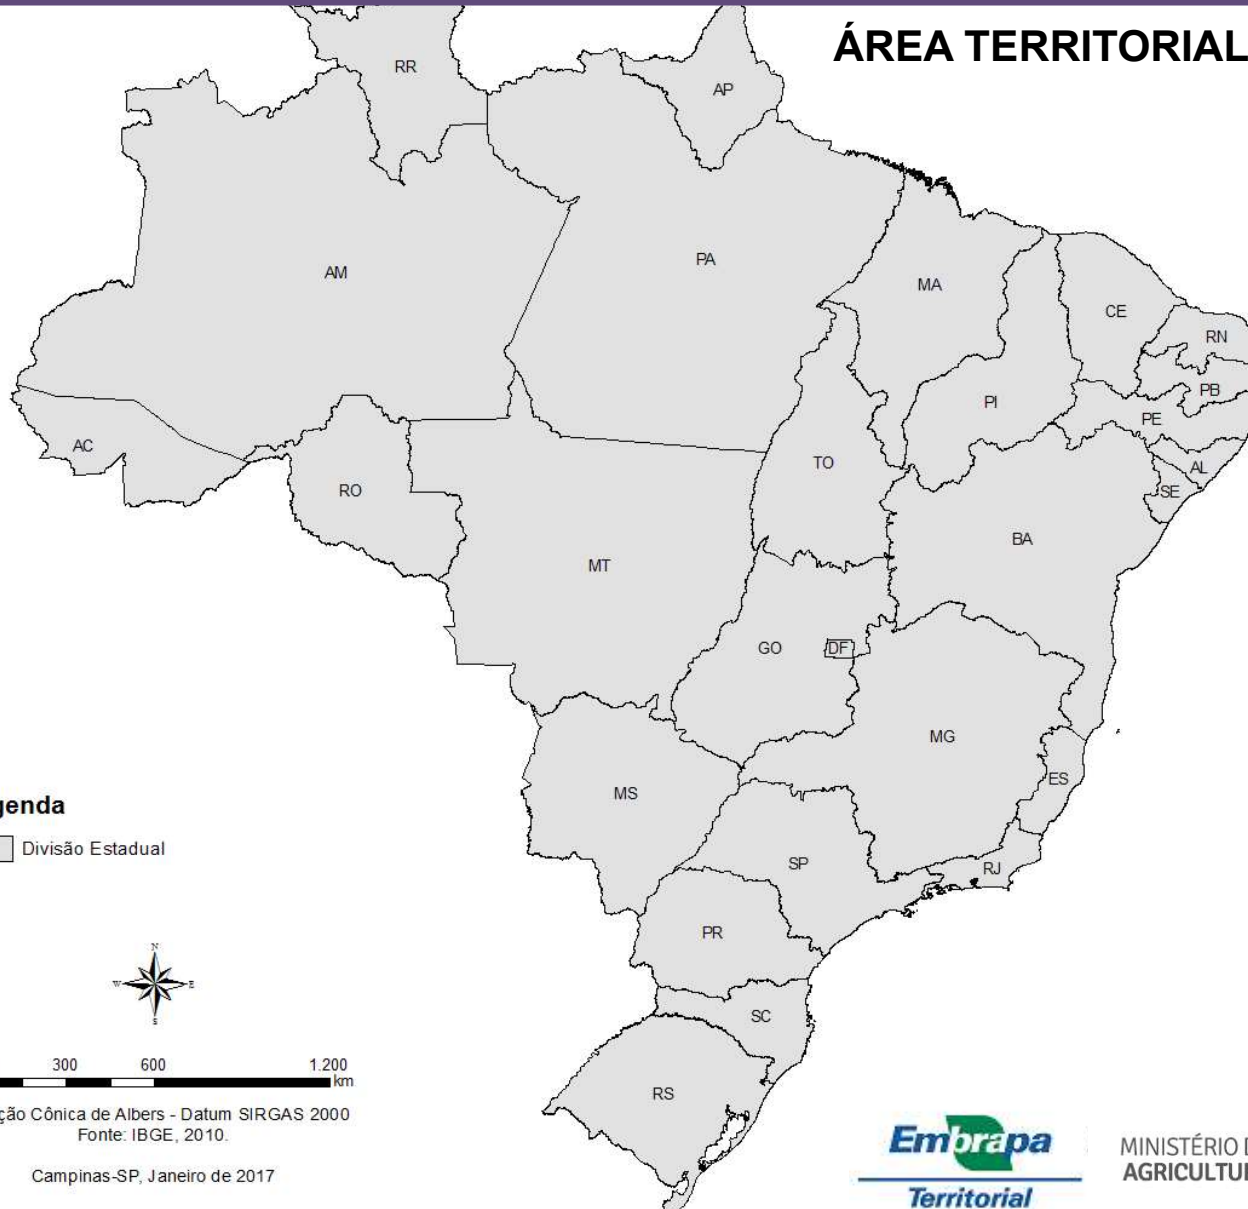 ÁREA TERRITORIAL
RR
AP
AM
PA
MA
CE
RN
PB
PI
PE
AC
AL
TO
SE
RO
BA
MT
GO
DF
MG
ES
MS
SP
RJ
PR
SC
RS
genda
Divisão Estadual
N
W
E
S
300 600 1.200
km
ção Cônica de Albers - Datum SIRGAS 2000
Fonte: IBGE, 2010.
Campinas-SP, Janeiro de 2017
Embrapa
Territorial
MINISTÉRIO D
AGRICULTU